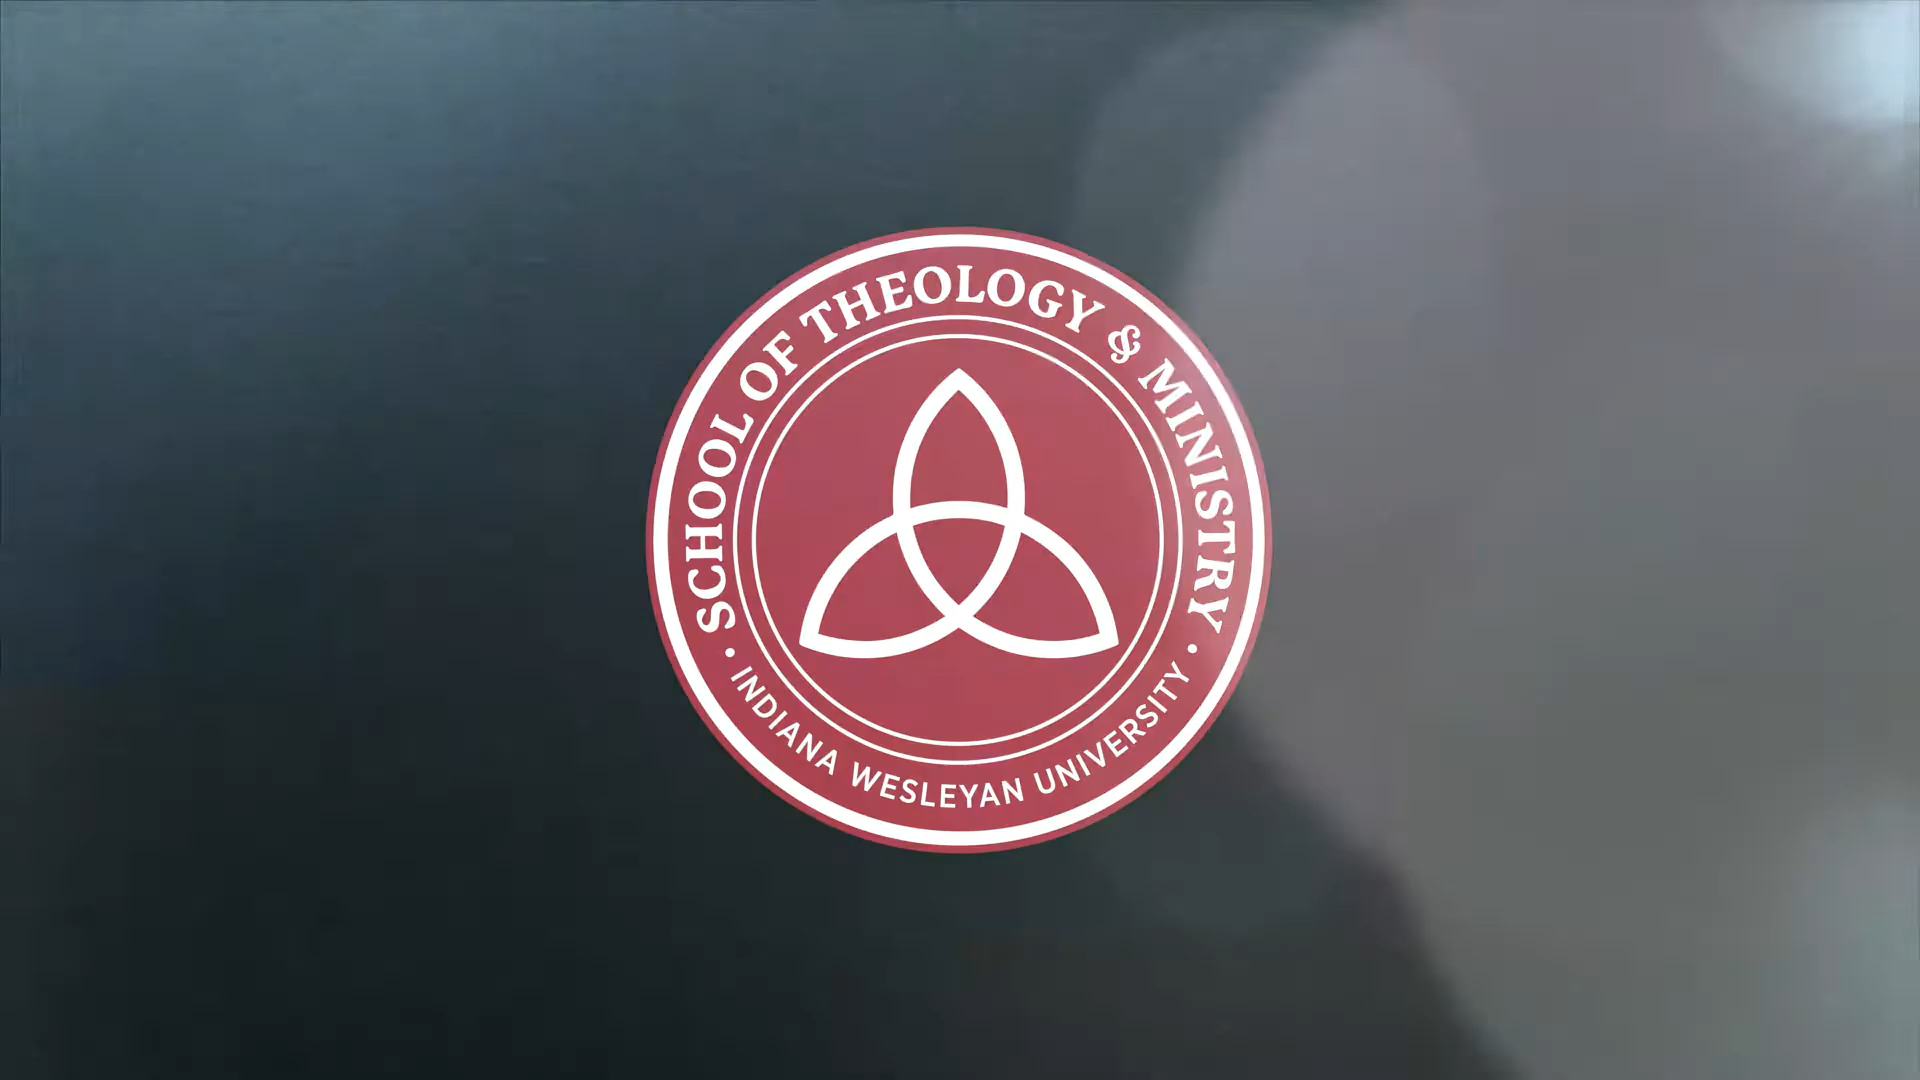 SCHOOL OF THEOLOGY & MINISTRY
• INDIANA WESLEYAN UNIVERSITY •